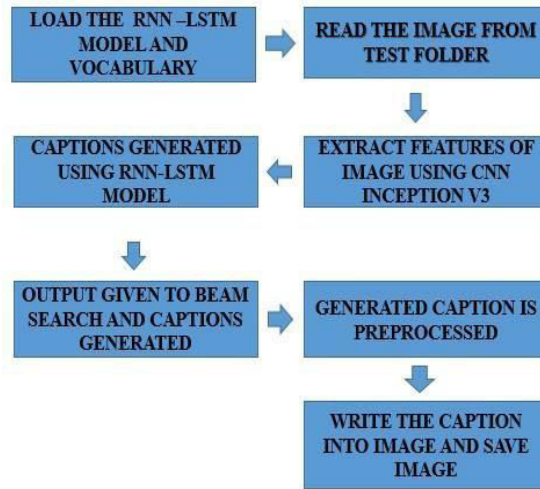 LOAD THE RNN –LSTM
MODEL AND
VOCABULARY
READ THE IMAGE FROM
TEST FOLDER
EXTRACT FEATURES OF
IMAGE USING CNN
INCEPTION V3
CAPTIONS GENERATED
USING RNN-LSTM
MODEL
OUTPUT GIVEN TO BEAM
SEARCH AND CAPTIONS
GENERATED
GENERATED CAPTION IS
PREPROCESSED
WRITE THE CAPTION
INTO IMAGE AND SAVE
IMAGE